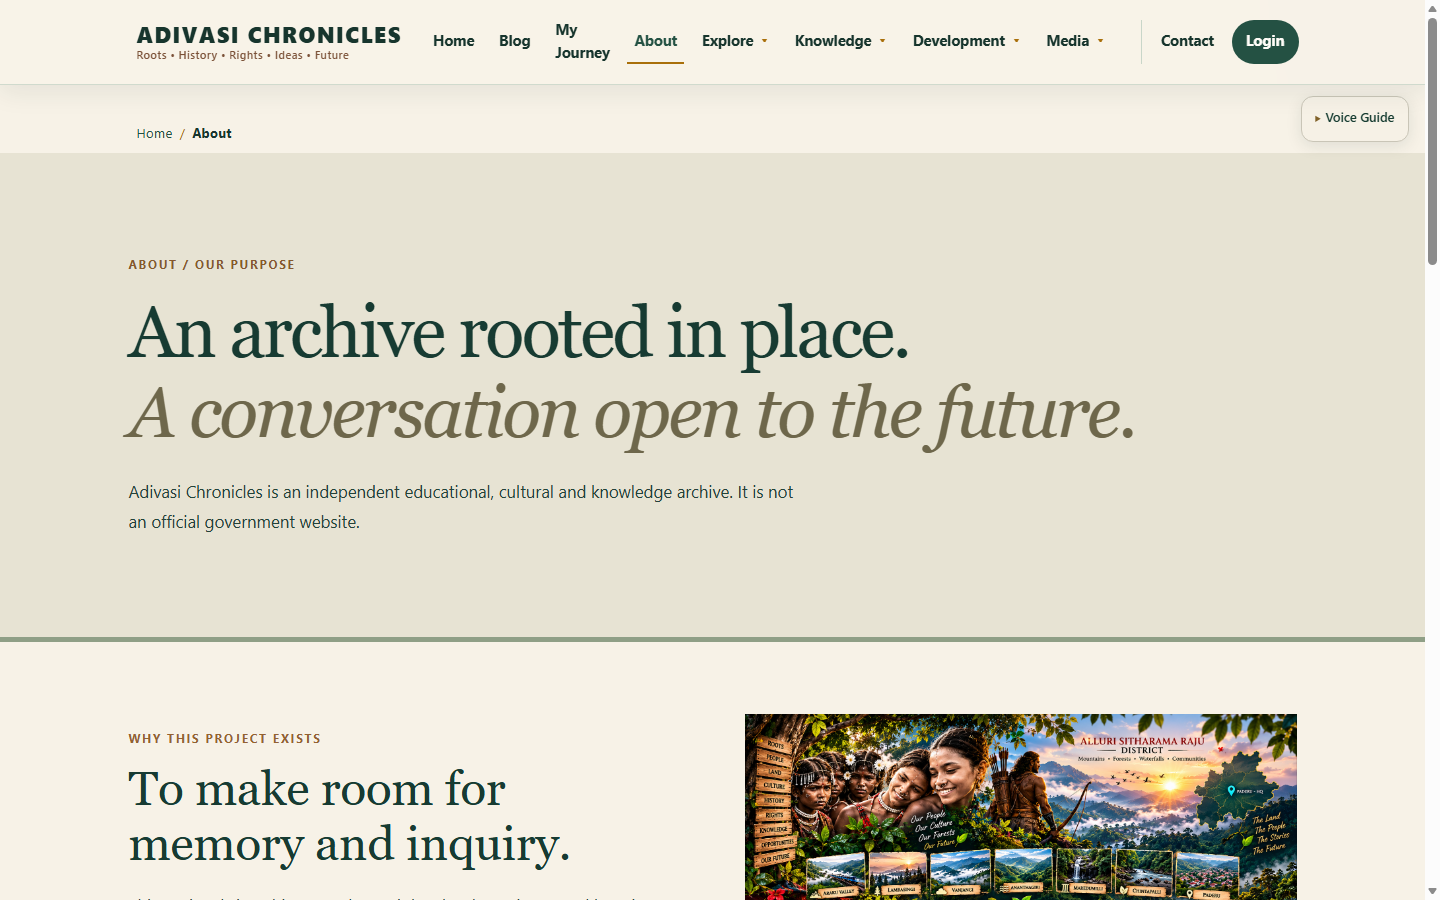 ADIVASI CHRONICLES
Roots • History • Rights • Ideas • Future
Home
Blog
My
Journey
About
Explore
Knowledge
Development
Media
Contact
Login
Home / About
Voice Guide
ABOUT / OUR PURPOSE
An archive rooted in place.
A conversation open to the future.
Adivasi Chronicles is an independent educational, cultural and knowledge archive. It is not
an official government website.
WHY THIS PROJECT EXISTS
To make room for
memory and inquiry.
ROOTS
PEOPLE
LAND
CULTURE
HISTORY
RIGHTS
KNOWLEDGE
OPPORTUNITIES
OUR FUTURE
ALLURI SITHARAMA RAJU
DISTRICT
Mountains • Forests • Waterfalls • Communities
PADERU - HQ
Our People
Our Culture
Our Forests
Our Future
The Land
The People
The Stories
The Future
ARAKU VALLEY
LAMBASINGI
VANJANGI
ANANTHAGIRI
MAREDUMILLI
CHINTAPALLI
PADERU